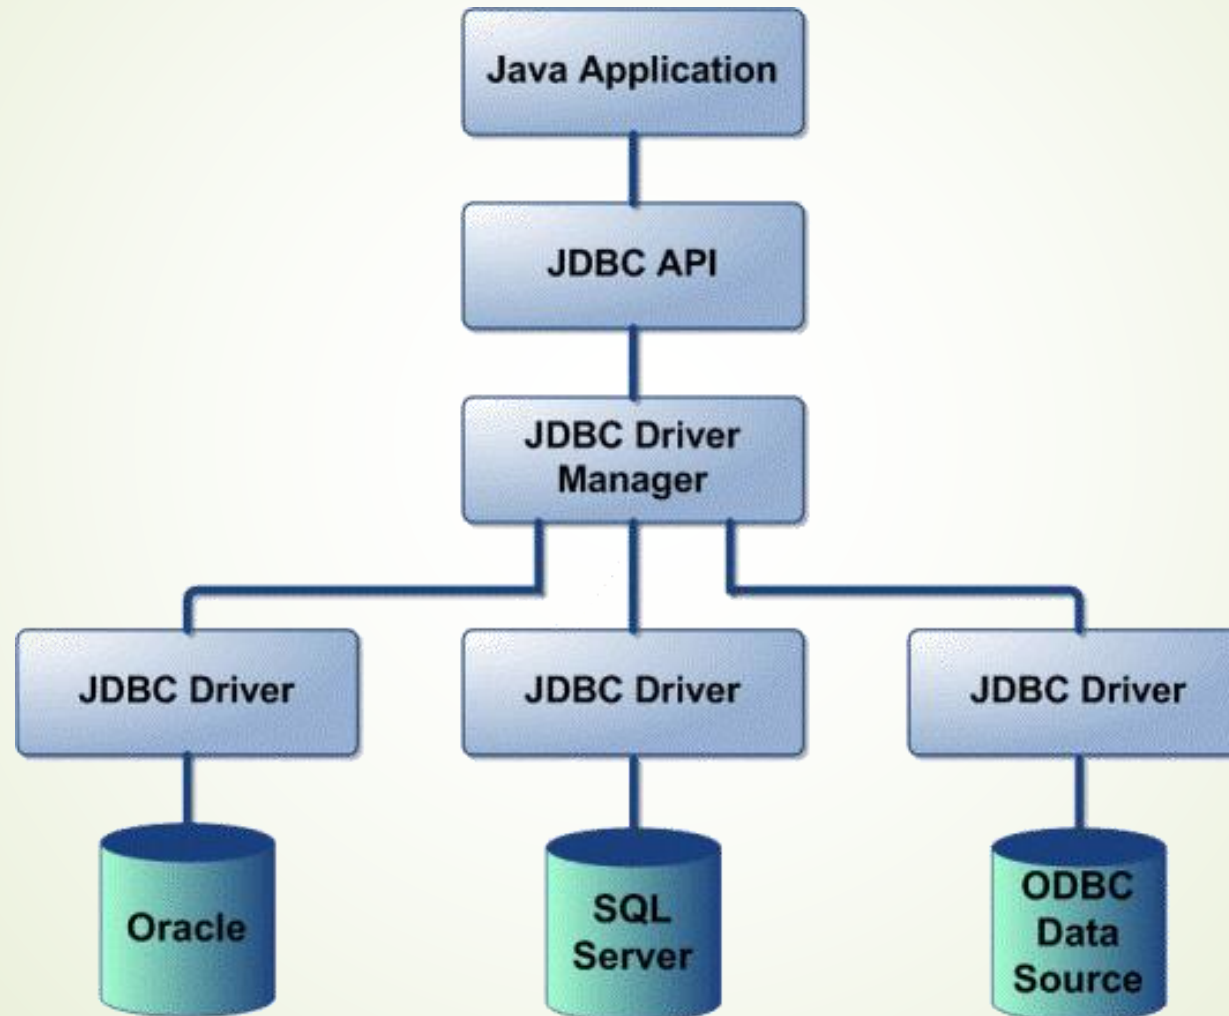 Java Application
JDBC API
JDBC Driver
Manager
JDBC Driver
JDBC Driver
JDBC Driver
Oracle
SQL
Server
ODBC
Data
Source